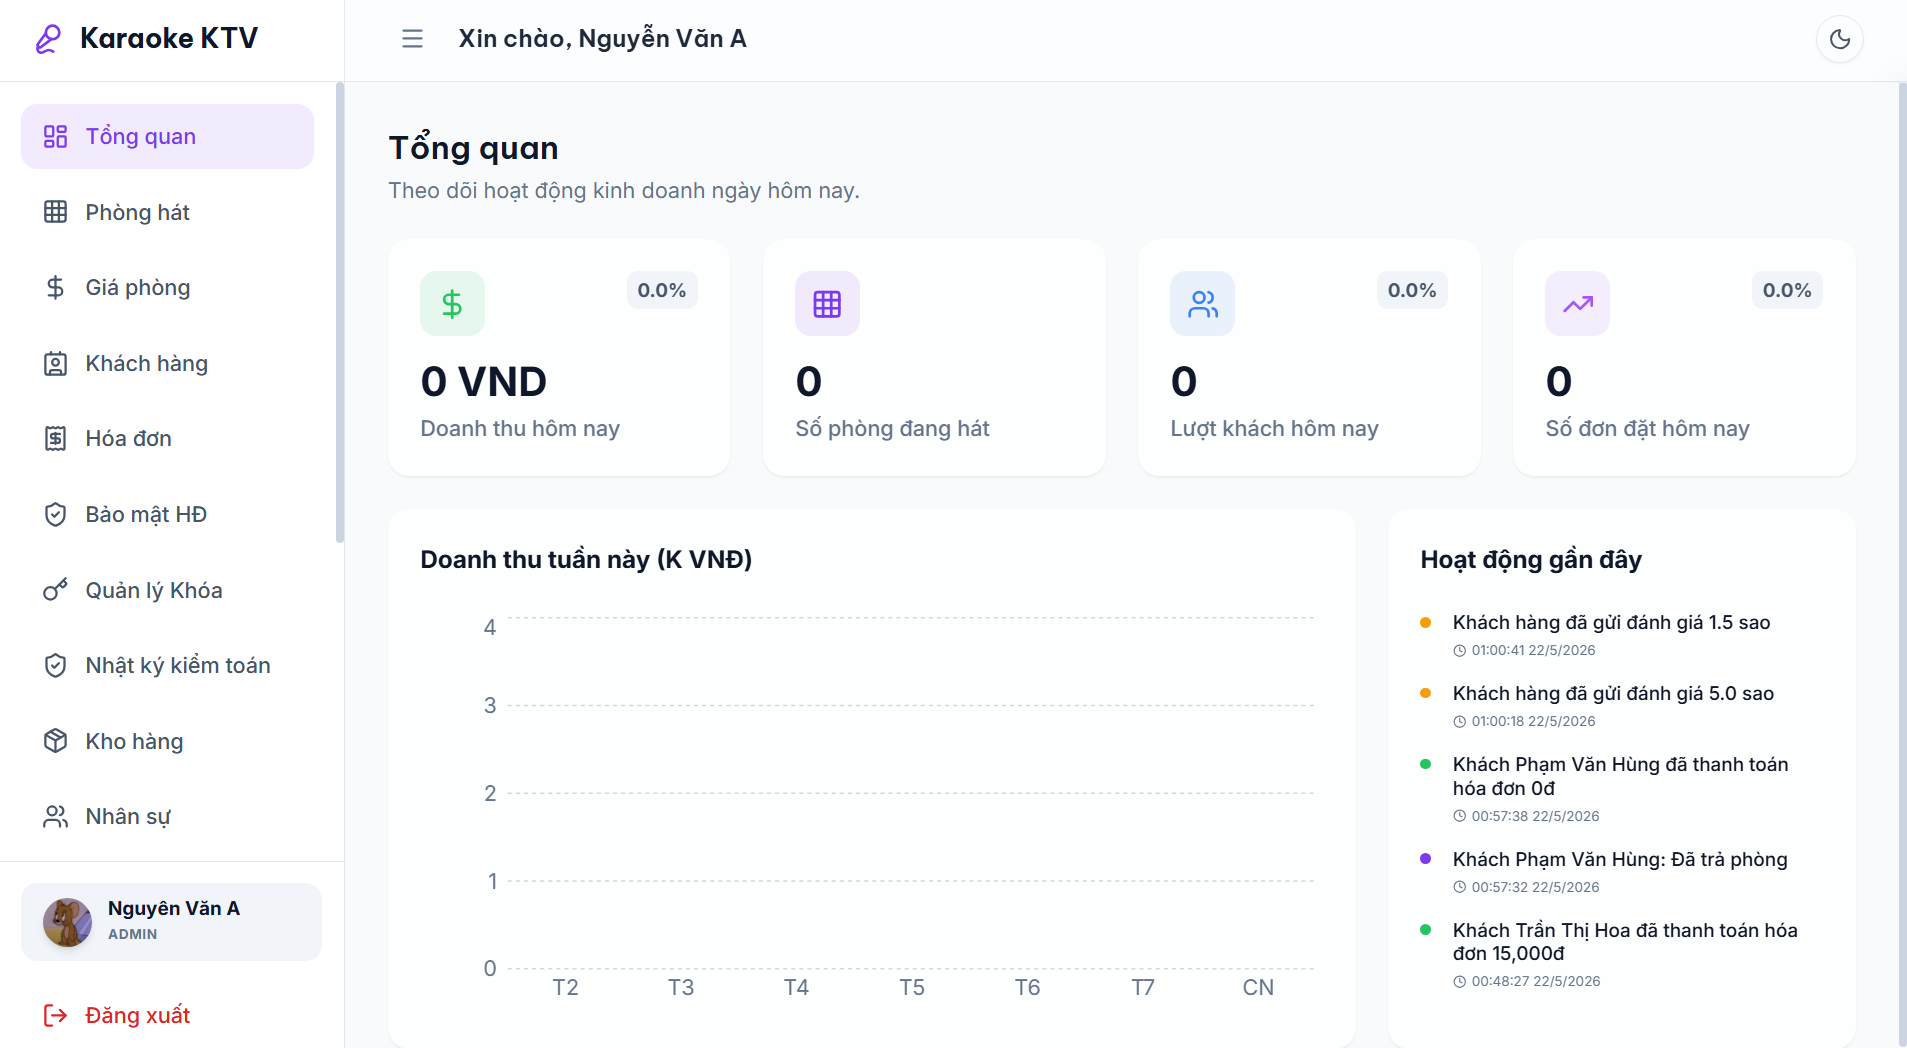 Karaoke KTV
Xin chào, Nguyễn Văn A
Tổng quan
Phòng hát
Giá phòng
Khách hàng
Hóa đơn
Bảo mật HĐ
Quản lý Khóa
Nhật ký kiểm toán
Kho hàng
Nhân sự
Nguyên Văn A
ADMIN
Đăng xuất
Tổng quan
Theo dõi hoạt động kinh doanh ngày hôm nay.
0.0%
0 VND
Doanh thu hôm nay
0
Số phòng đang hát
0.0%
0
Lượt khách hôm nay
0.0%
0
Số đơn đặt hôm nay
Doanh thu tuần này (K VNĐ)
4
3
2
1
0
T2 T3 T4 T5 T6 T7 CN
Hoạt động gần đây
Khách hàng đã gửi đánh giá 1.5 sao
01:00:41 22/5/2026
Khách hàng đã gửi đánh giá 5.0 sao
01:00:18 22/5/2026
Khách Phạm Văn Hùng đã thanh toán
hóa đơn 0đ
00:57:38 22/5/2026
Khách Phạm Văn Hùng: Đã trả phòng
00:57:32 22/5/2026
Khách Trần Thị Hoa đã thanh toán hóa
đơn 15,000đ
00:48:27 22/5/2026